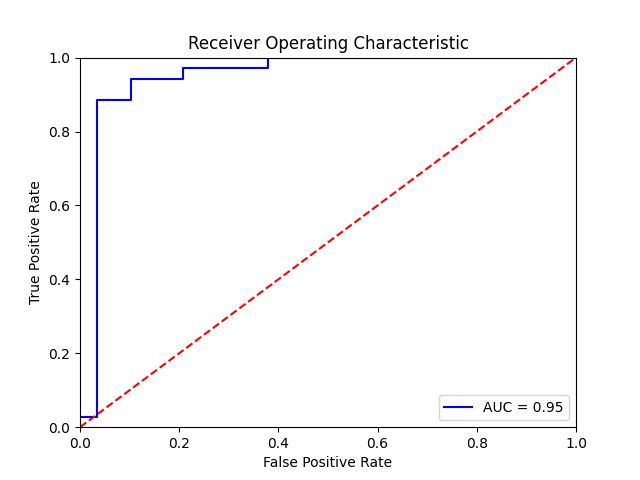 Receiver Operating Characteristic
1.0
0.8
0.6
0.4
0.2
0.0
True Positive Rate
AUC = 0.95
0.0 0.2 0.4 0.6 0.8 1.0
False Positive Rate